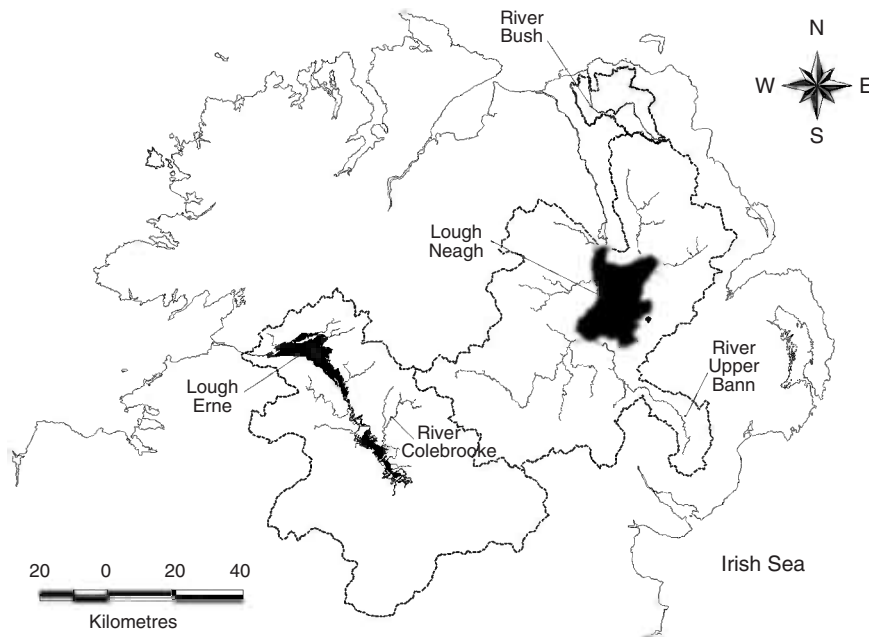 River
Bush
N
W
E
S
Lough
Neagh
River
Upper
Bann
Lough
Erne
River
Colebrooke
Irish Sea
20 0 20 40
Kilometres